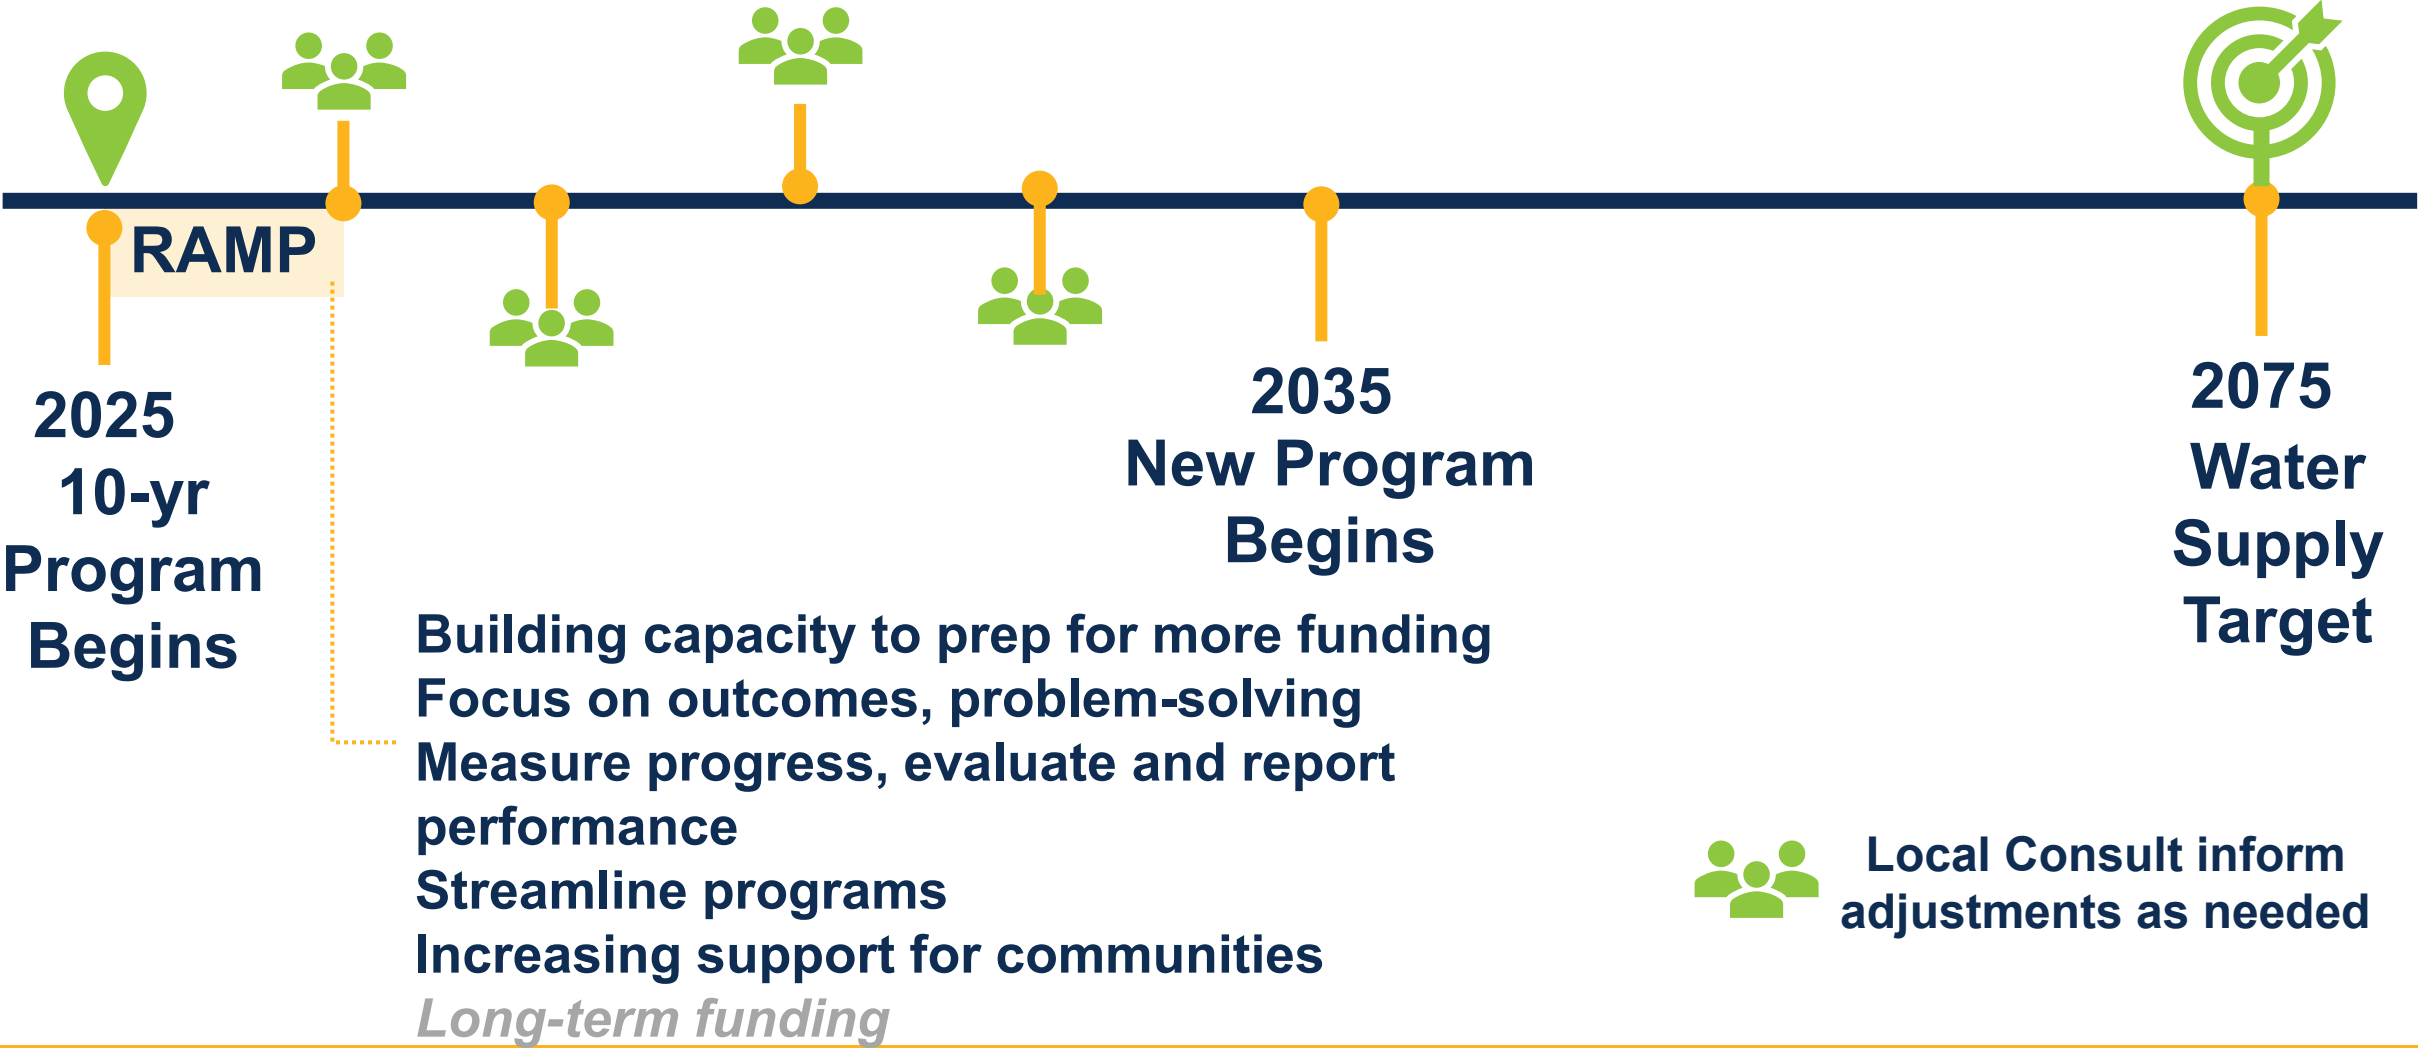 RAMP
2025
10-yr
Program
Begins
2035
New Program
Begins
2075
Water
Supply
Target
Building capacity to prep for more funding
Focus on outcomes, problem-solving
Measure progress, evaluate and report
performance
Streamline programs
Increasing support for communities
Long-term funding
Local Consult inform
adjustments as needed